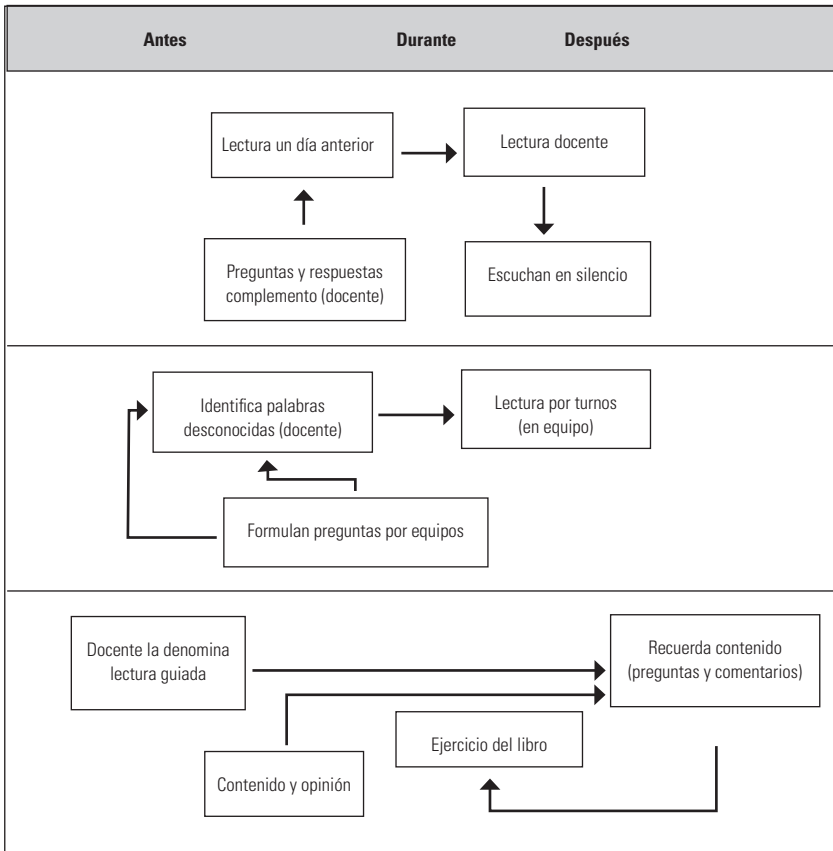 Antes Durante Después
Lectura un día anterior
Lectura docente
Preguntas y respuestas
complemento (docente)
Escuchan en silencio
Identifica palabras
desconocidas (docente)
Lectura por turnos
(en equipo)
Formulan preguntas por equipos
Docente la denomina
lectura guiada
Recuerda contenido
(preguntas y comentarios)
Ejercicio del libro
Contenido y opinión